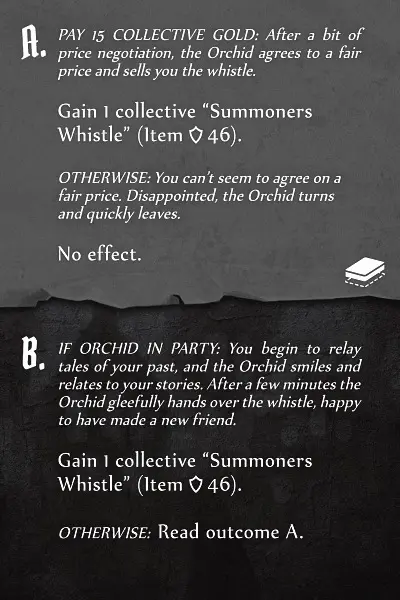 A. PAY 15 COLLECTIVE GOLD: After a bit of
price negotiation, the Orchid agrees to a fair
price and sells you the whistle.
Gain 1 collective “Summoners
Whistle” (Item 46).
OTHERWISE: You can’t seem to agree on a
fair price. Disappointed, the Orchid turns
and quickly leaves.
No effect.
B. IF ORCHID IN PARTY: You begin to relay
tales of your past, and the Orchid smiles and
relates to your stories. After a few minutes the
Orchid gleefully hands over the whistle, happy
to have made a new friend.
Gain 1 collective “Summoners
Whistle” (Item 46).
OTHERWISE: Read outcome A.